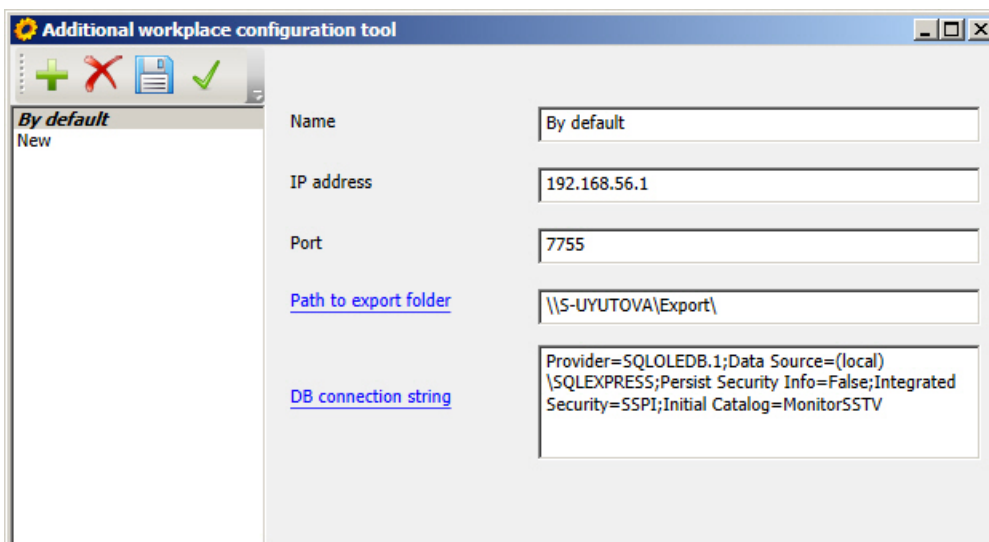 Additional workplace configuration tool
By default
New
Name
By default
IP address
192.168.56.1
Port
7755
Path to export folder
\\S-UYUTOVA\Export\
DB connection string
Provider=SQLOLEDB.1;Data Source=(local)
\SQLEXPRESS;Persist Security Info=False;Integrated
Security=SSPI;Initial Catalog=MonitorSSTV